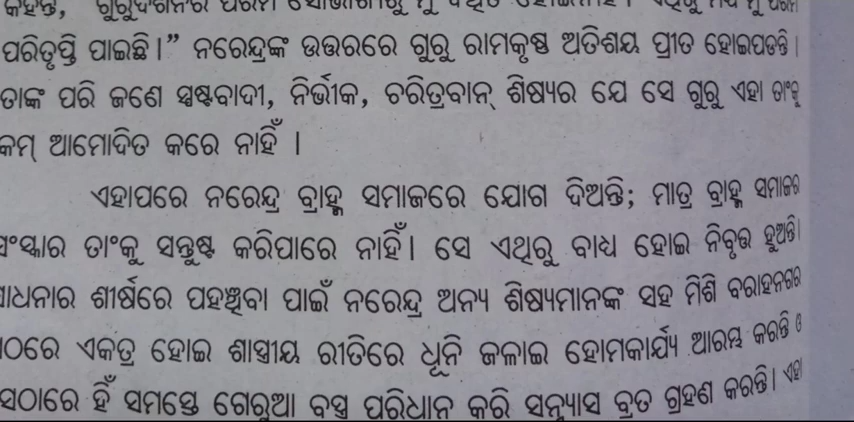 ପରିତୃପ୍ତି ପାଇଛି।” ନରେନ୍ଦ୍ରଙ୍କ ଉତ୍ତରରେ ଗୁରୁ ରାମକୃଷ୍ଣ ଅତିଶୟ ପ୍ରୀତ ହୋଇପଡନ୍ତି।
ତାଙ୍କ ପରି ଜଣେ ସ୍ପଷ୍ଟବାଦୀ, ନିର୍ଭୀକ, ଚରିତ୍ରବାନ୍ ଶିଷ୍ୟର ଯେ ସେ ଗୁରୁ ଏହା ତାଂକୁ
କମ୍ ଆମୋଦିତ କରେ ନାହିଁ ।
ଏହାପରେ ନରେନ୍ଦ୍ର ବ୍ରାହ୍ମ ସମାଜରେ ଯୋଗ ଦିଅନ୍ତି; ମାତ୍ର ବ୍ରାହ୍ମ ସମାଜର
ସଂସ୍କାର ତାଂକୁ ସନ୍ତୁଷ୍ଟ କରିପାରେ ନାହିଁ। ସେ ଏଥିରୁ ବାଧ୍ୟ ହୋଇ ନିବୃତ୍ତ ହୁଅନ୍ତି।
ସାଧନାର ଶୀର୍ଷରେ ପହଞ୍ଚିବା ପାଇଁ ନରେନ୍ଦ୍ର ଅନ୍ୟ ଶିଷ୍ୟମାନଙ୍କ ସହ ମିଶି ବରାହନଗର
ମଠରେ ଏକତ୍ର ହୋଇ ଶାସ୍ତ୍ରୀୟ ରୀତିରେ ଧୂନି ଜଳାଇ ହୋମକାର୍ଯ୍ୟ ଆରମ୍ଭ କରନ୍ତି ଓ
ସେଠାରେ ହିଁ ସମସ୍ତେ ଗେରୁଆ ବସ୍ତ୍ର ପରିଧାନ କରି ସନ୍ନ୍ୟାସ ବ୍ରତ ଗ୍ରହଣ କରନ୍ତି। ଏହା